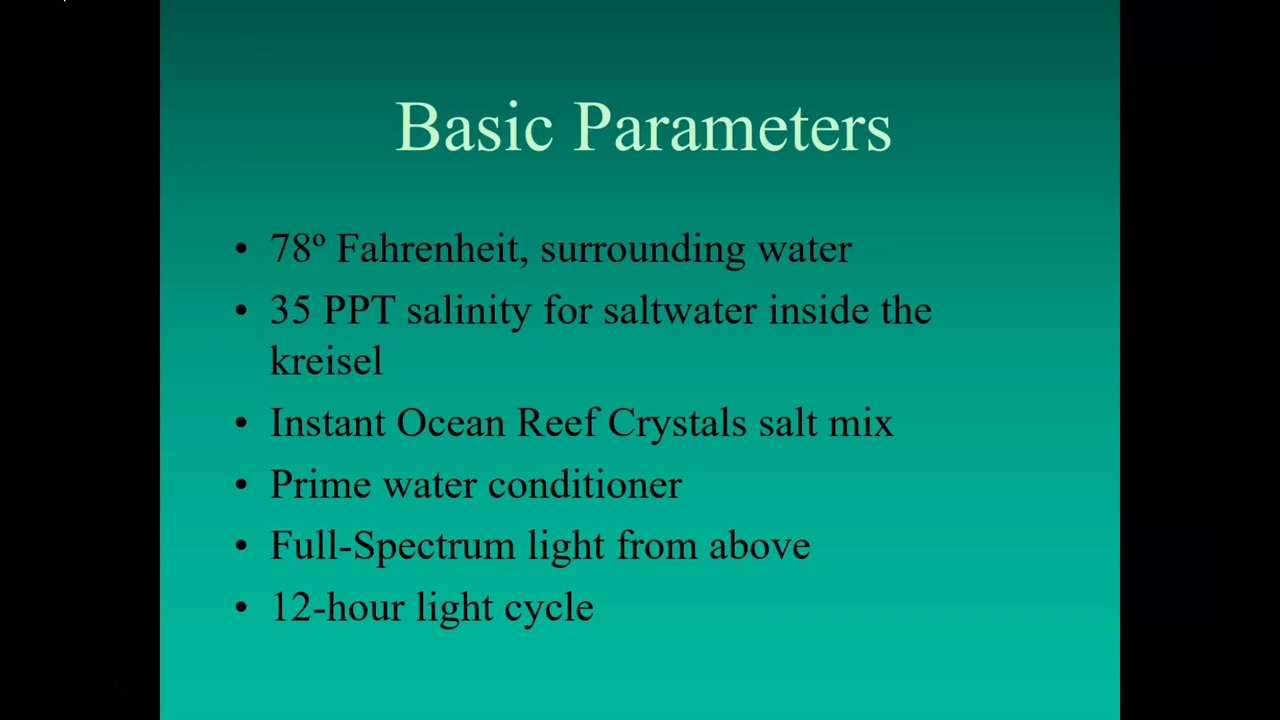 Basic Parameters
• 78º Fahrenheit, surrounding water
• 35 PPT salinity for saltwater inside the
kreisel
• Instant Ocean Reef Crystals salt mix
• Prime water conditioner
• Full-Spectrum light from above
• 12-hour light cycle